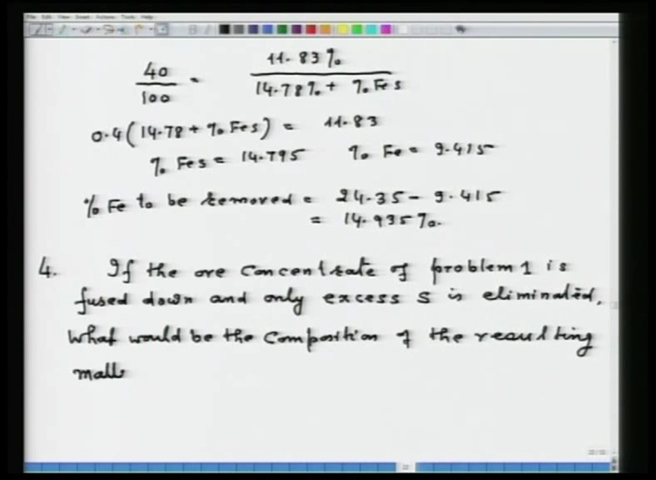 40/100 = 11.83%/14.78% + % Fes
0.4(14.78 + % Fes) = 11.83
% Fes = 14.795 % Fe = 9.415
% Fe to be removed = 24.35 - 9.415
= 14.935%.
4. If the ore concentrate of problem 1 is
fused down and only excess S is eliminated,
What would be the composition of the resulting
matte